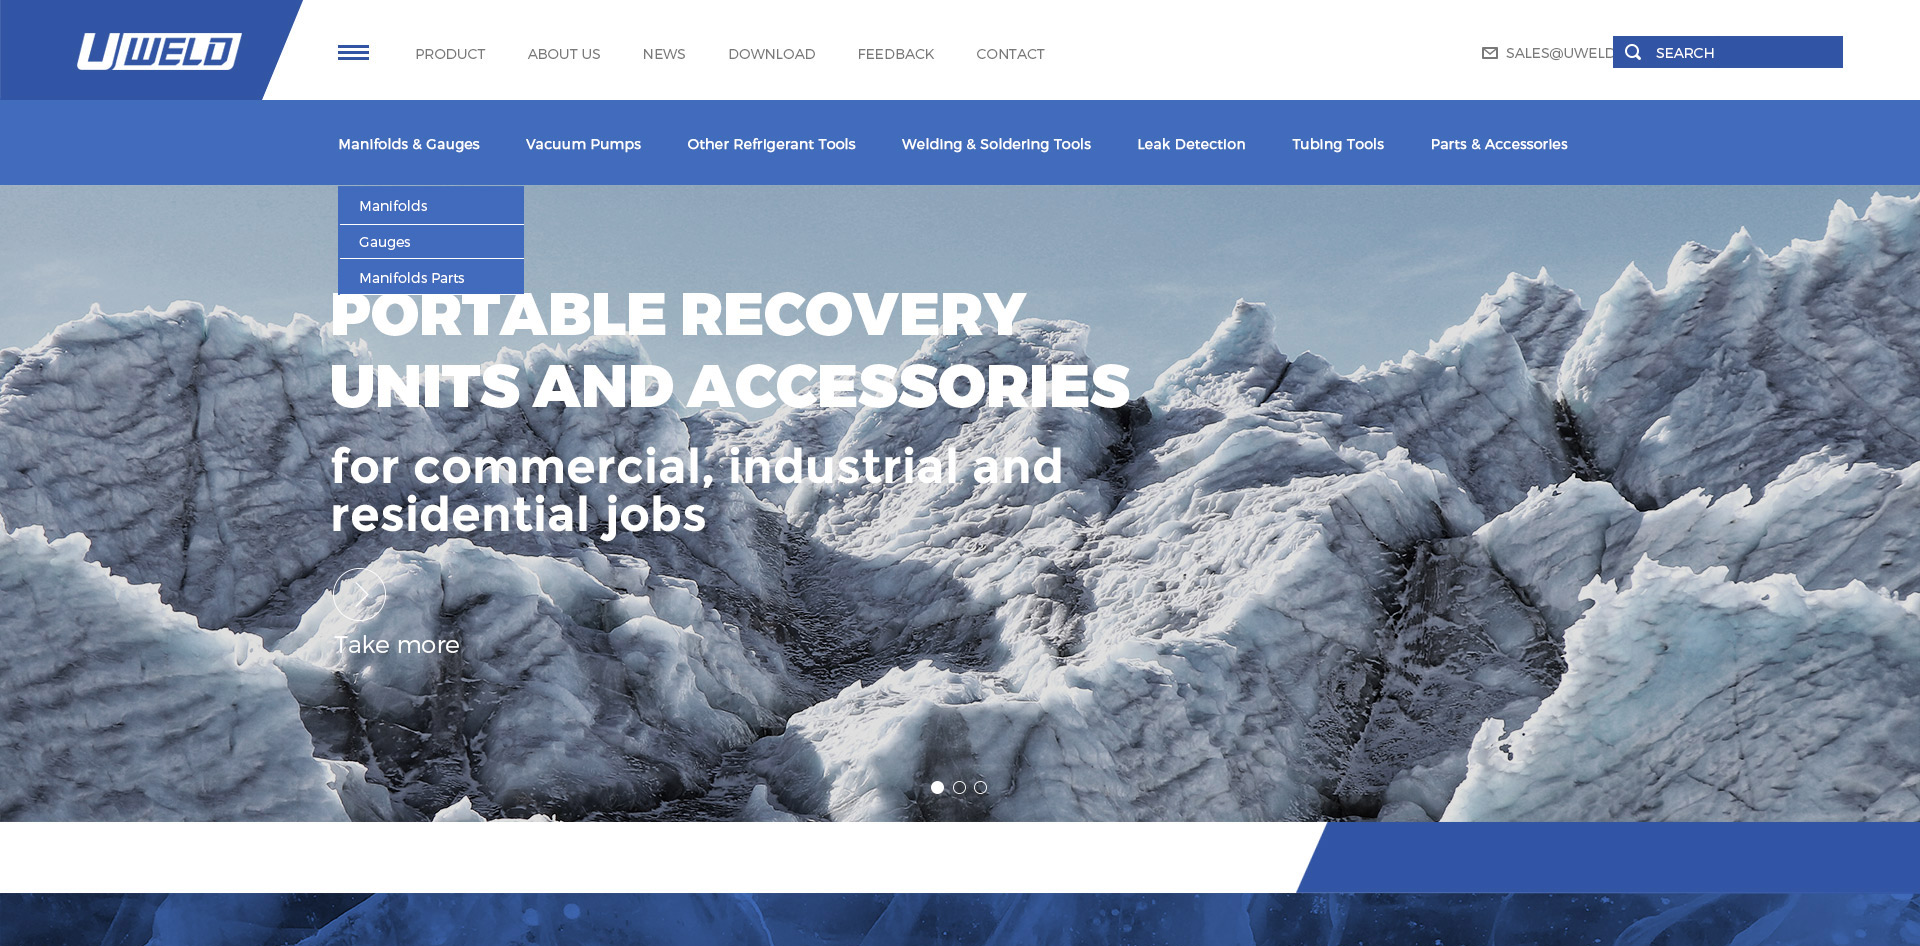 UWELD
PRODUCT ABOUT US NEWS DOWNLOAD FEEDBACK CONTACT
SALES@UWELD
SEARCH
Manifolds & Gauges Vacuum Pumps Other Refrigerant Tools Welding & Soldering Tools Leak Detection Tubing Tools Parts & Accessories
Manifolds
Gauges
Manifolds Parts
PORTABLE RECOVERY
UNITS AND ACCESSORIES
for commercial, industrial and
residential jobs
Take more